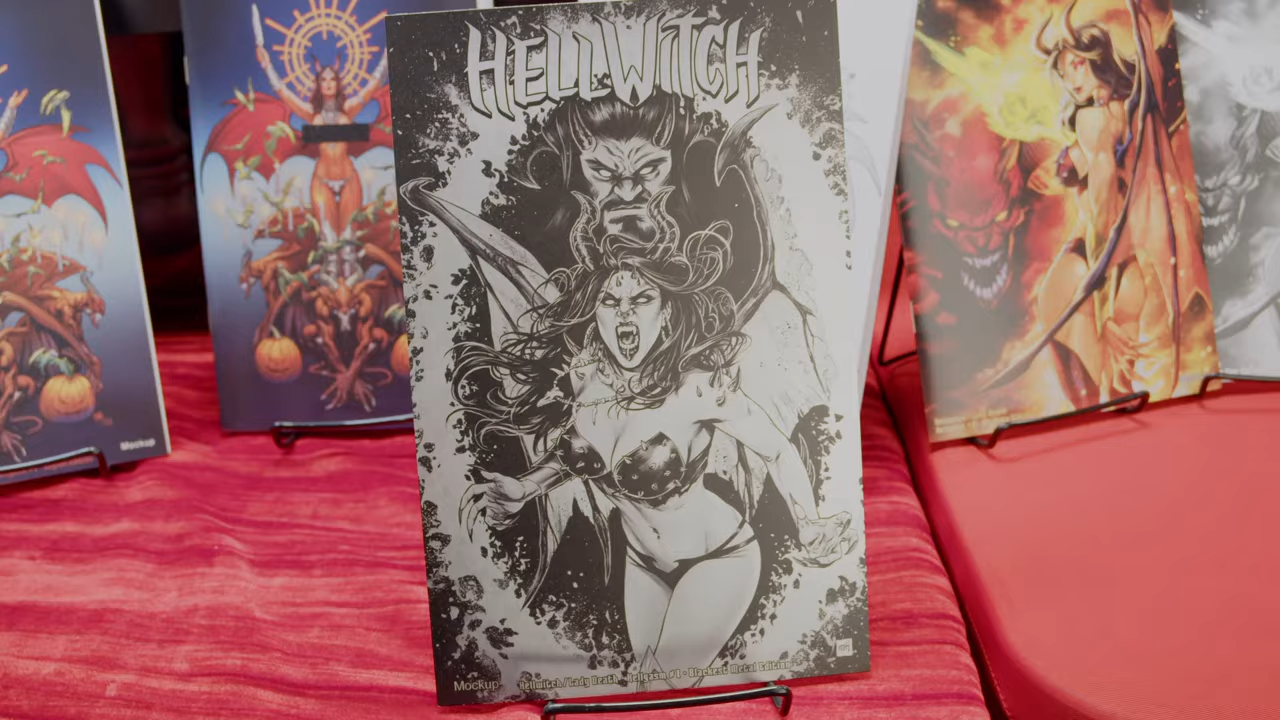 HELLWITCH
Mockup
Mockup
Hellwitch/Lady Death - Hellgasm #1 - Blackest Metal Edition